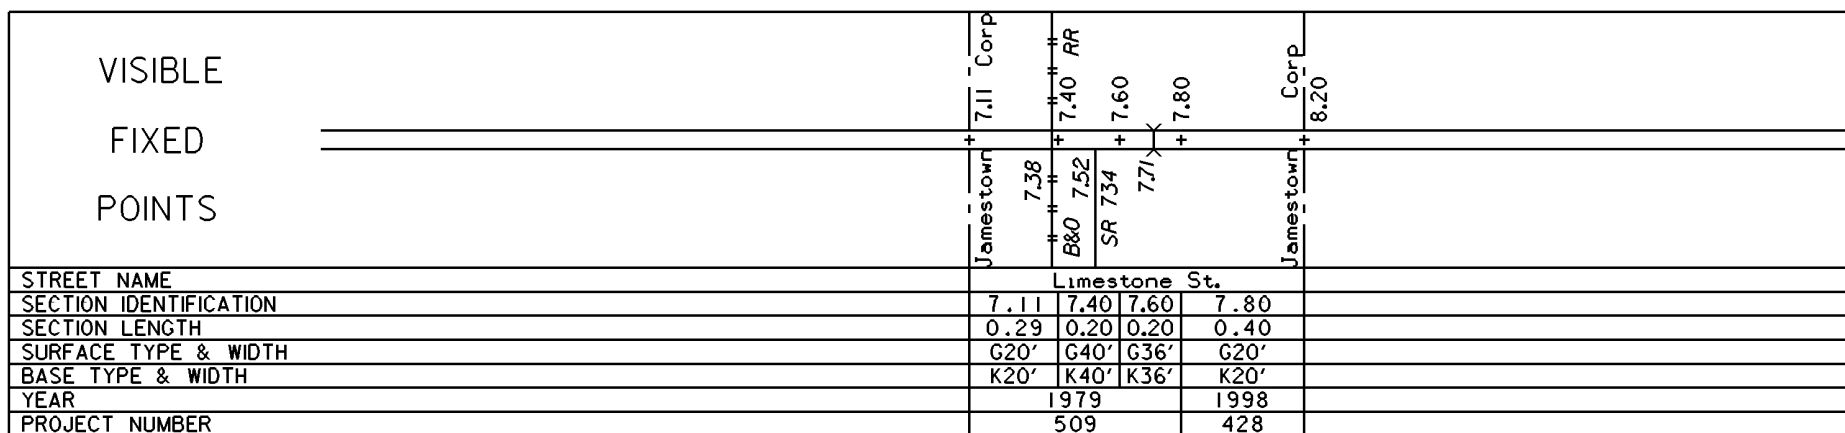 VISIBLE
FIXED
POINTS
7.11 Corp
7.40 RR
7.60
7.80
Corp
8.20
Jamestown
7.38
B&O 7.52
SR 734
7.71
Jamestown
STREET NAME Limestone St.
SECTION IDENTIFICATION 7.11 7.40 7.60 7.80
SECTION LENGTH 0.29 0.20 0.20 0.40
SURFACE TYPE & WIDTH G20' G40' G36' G20'
BASE TYPE & WIDTH K20' K40' K36' K20'
YEAR 1979 1998
PROJECT NUMBER 509 428